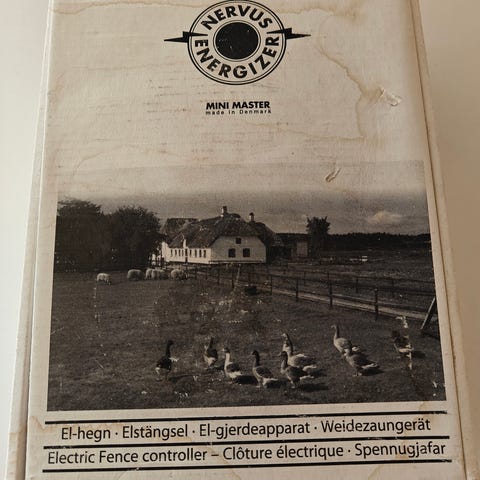 NERVUS
ENERGIZER
MINI MASTER
made in Denmark
El-hegn · Elstängsel · El-gjerdeapparat · Weidezaungerät
Electric Fence controller – Clôture électrique · Spennugjafar